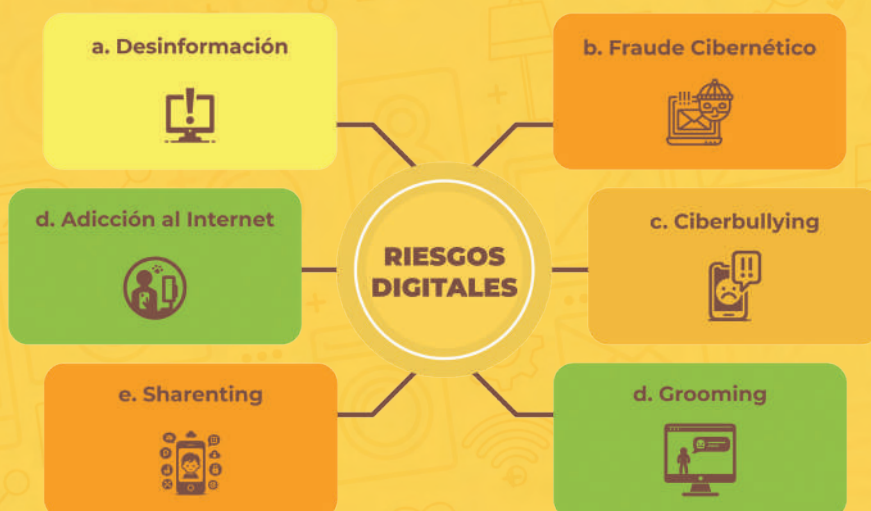 a. Desinformación
b. Fraude Cibernético
d. Adicción al Internet
RIESGOS
DIGITALES
c. Ciberbullying
e. Sharenting
d. Grooming